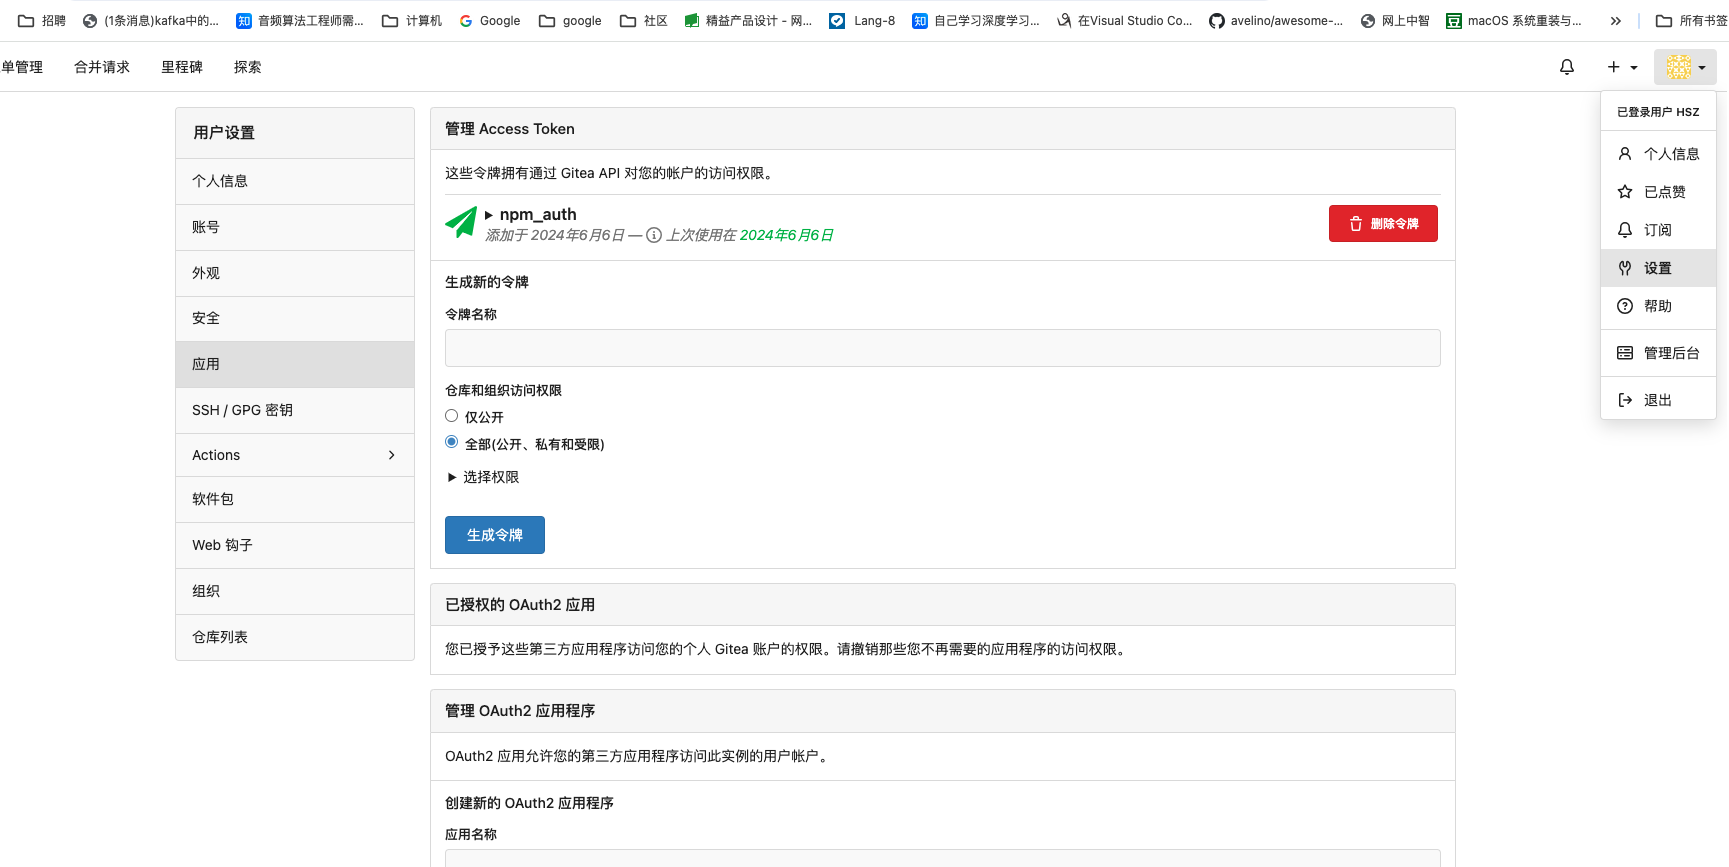 招聘 (1条消息)kafka中的... 知 音频算法工程师需... 计算机 Google google 社区 精益产品设计 - 网... Lang-8 知 自己学习深度学习... 在Visual Studio Co... avelino/awesome-... 网上中智 豆 macOS 系统重装与... » 所有书签
单管理 合并请求 里程碑 探索
已登录用户 HSZ
个人信息
已点赞
订阅
设置
帮助
管理后台
退出
用户设置
个人信息
账号
外观
安全
应用
SSH / GPG 密钥
Actions
软件包
Web 钩子
组织
仓库列表
管理 Access Token
这些令牌拥有通过 Gitea API 对您的帐户的访问权限。
npm_auth
添加于 2024年6月6日 — 上次使用在 2024年6月6日
删除令牌
生成新的令牌
令牌名称
仓库和组织访问权限
仅公开
全部(公开、私有和受限)
选择权限
生成令牌
已授权的 OAuth2 应用
您已授予这些第三方应用程序访问您的个人 Gitea 账户的权限。请撤销那些您不再需要的应用程序的访问权限。
管理 OAuth2 应用程序
OAuth2 应用允许您的第三方应用程序访问此实例的用户帐户。
创建新的 OAuth2 应用程序
应用名称